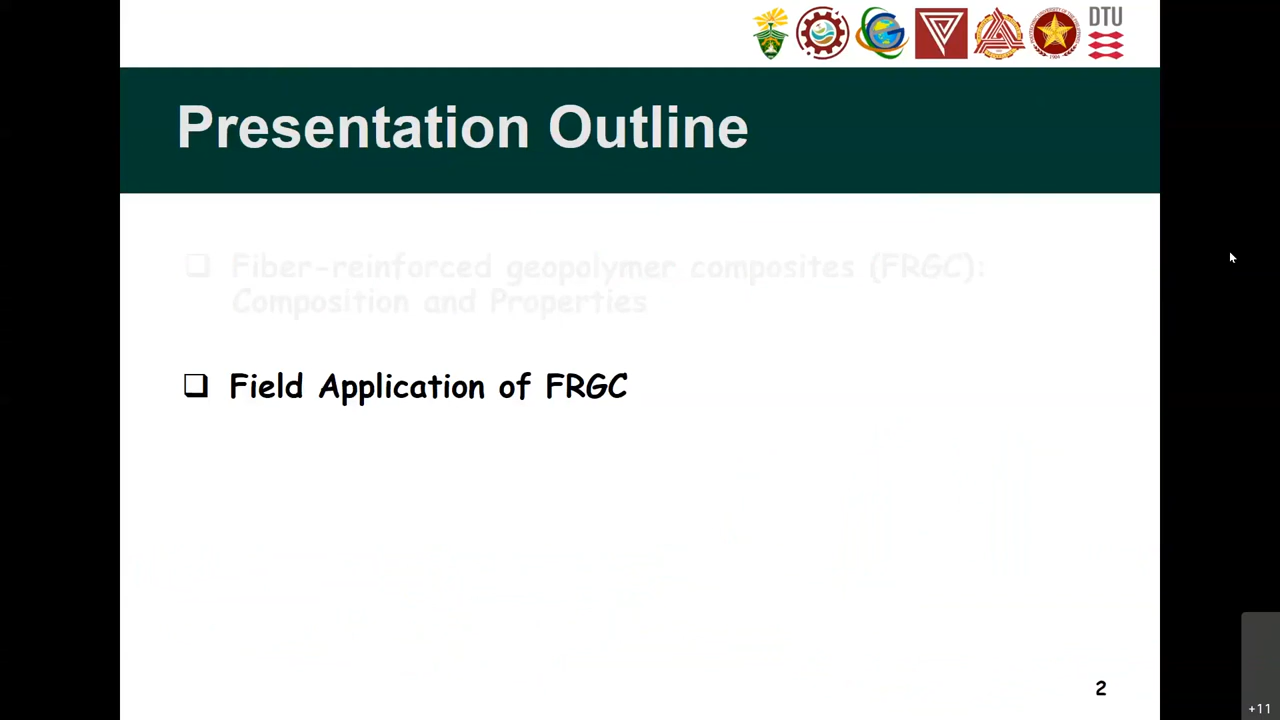 DTU
Presentation Outline
❑ Fiber-reinforced geopolymer composites (FRGC):
Composition and Properties
❑ Field Application of FRGC
2
+11